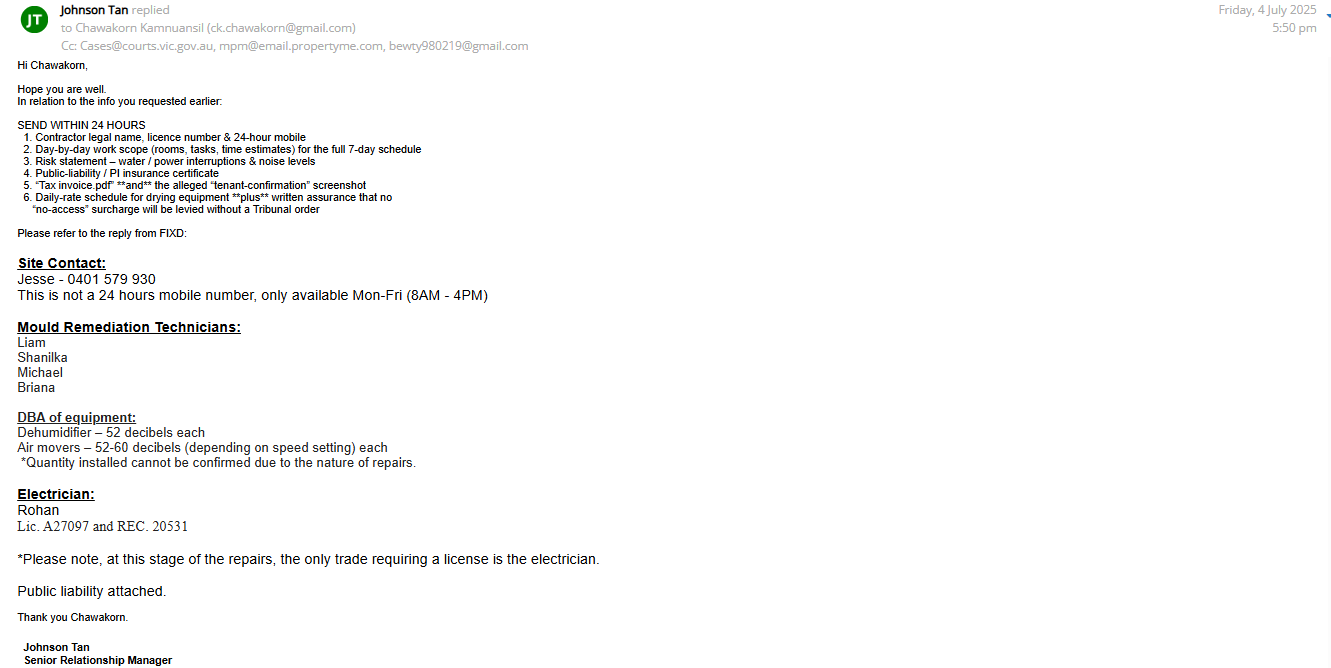 JT
Johnson Tan replied
Friday, 4 July 2025
to Chawakorn Kamnuansil (ck.chawakorn@gmail.com)
5:50 pm
Cc: Cases@courts.vic.gov.au, mpm@email.propertyme.com, bewty980219@gmail.com
Hi Chawakorn,
Hope you are well.
In relation to the info you requested earlier:
SEND WITHIN 24 HOURS
1. Contractor legal name, licence number & 24-hour mobile
2. Day-by-day work scope (rooms, tasks, time estimates) for the full 7-day schedule
3. Risk statement – water / power interruptions & noise levels
4. Public-liability / PI insurance certificate
5. “Tax invoice.pdf” **and** the alleged “tenant-confirmation” screenshot
6. Daily-rate schedule for drying equipment **plus** written assurance that no
“no-access” surcharge will be levied without a Tribunal order
Please refer to the reply from FIXD:
Site Contact:
Jesse - 0401 579 930
This is not a 24 hours mobile number, only available Mon-Fri (8AM - 4PM)
Mould Remediation Technicians:
Liam
Shanilka
Michael
Briana
DBA of equipment:
Dehumidifier – 52 decibels each
Air movers – 52-60 decibels (depending on speed setting) each
*Quantity installed cannot be confirmed due to the nature of repairs.
Electrician:
Rohan
Lic. A27097 and REC. 20531
*Please note, at this stage of the repairs, the only trade requiring a license is the electrician.
Public liability attached.
Thank you Chawakorn.
Johnson Tan
Senior Relationship Manager